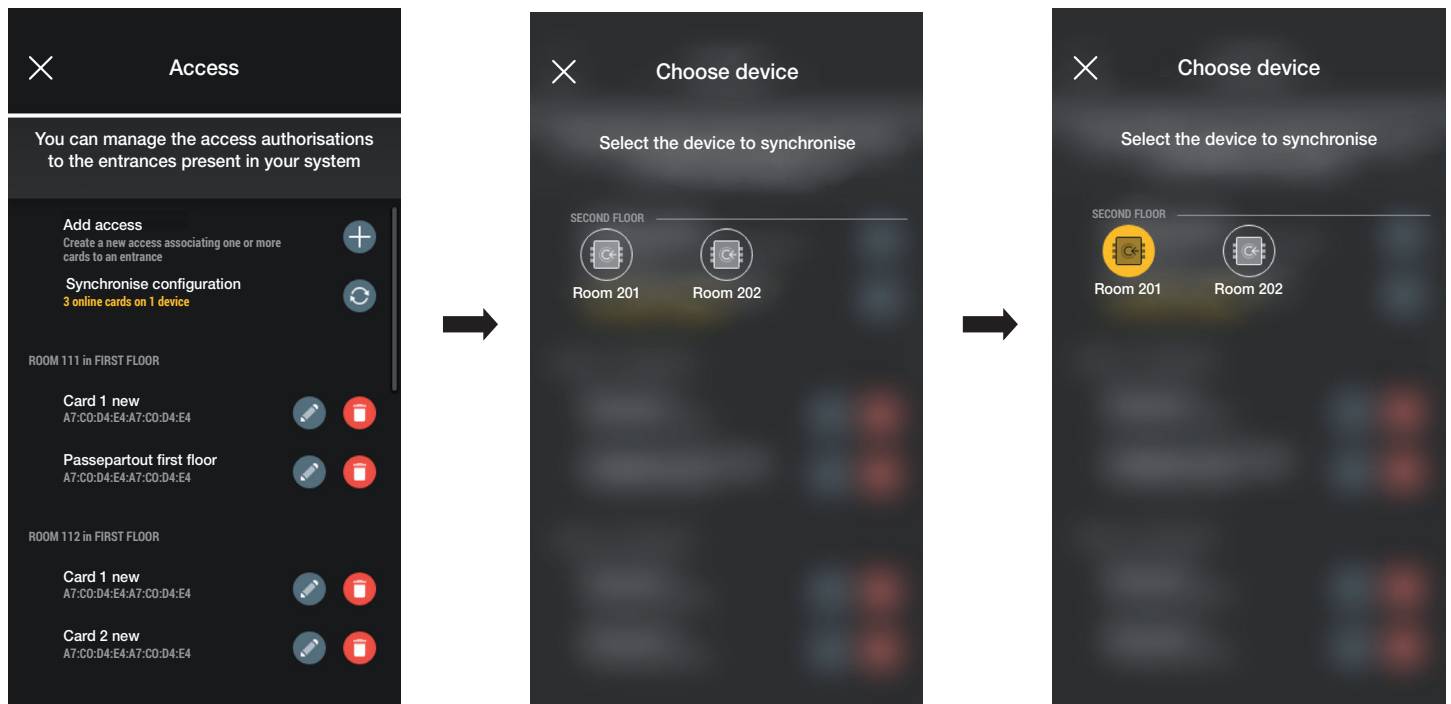 Access
You can manage the access authorisations
to the entrances present in your system
Add access
Create a new access associating one or more
cards to an entrance
Synchronise configuration
3 online cards on 1 device
ROOM 111 in FIRST FLOOR
Card 1 new
A7:C0:D4:E4:A7:C0:D4:E4
Passepartout first floor
A7:C0:D4:E4:A7:C0:D4:E4
ROOM 112 in FIRST FLOOR
Card 1 new
A7:C0:D4:E4:A7:C0:D4:E4
Card 2 new
A7:C0:D4:E4:A7:C0:D4:E4
Choose device
Select the device to synchronise
SECOND FLOOR
Room 201 Room 202
Choose device
Select the device to synchronise
SECOND FLOOR
Room 201 Room 202